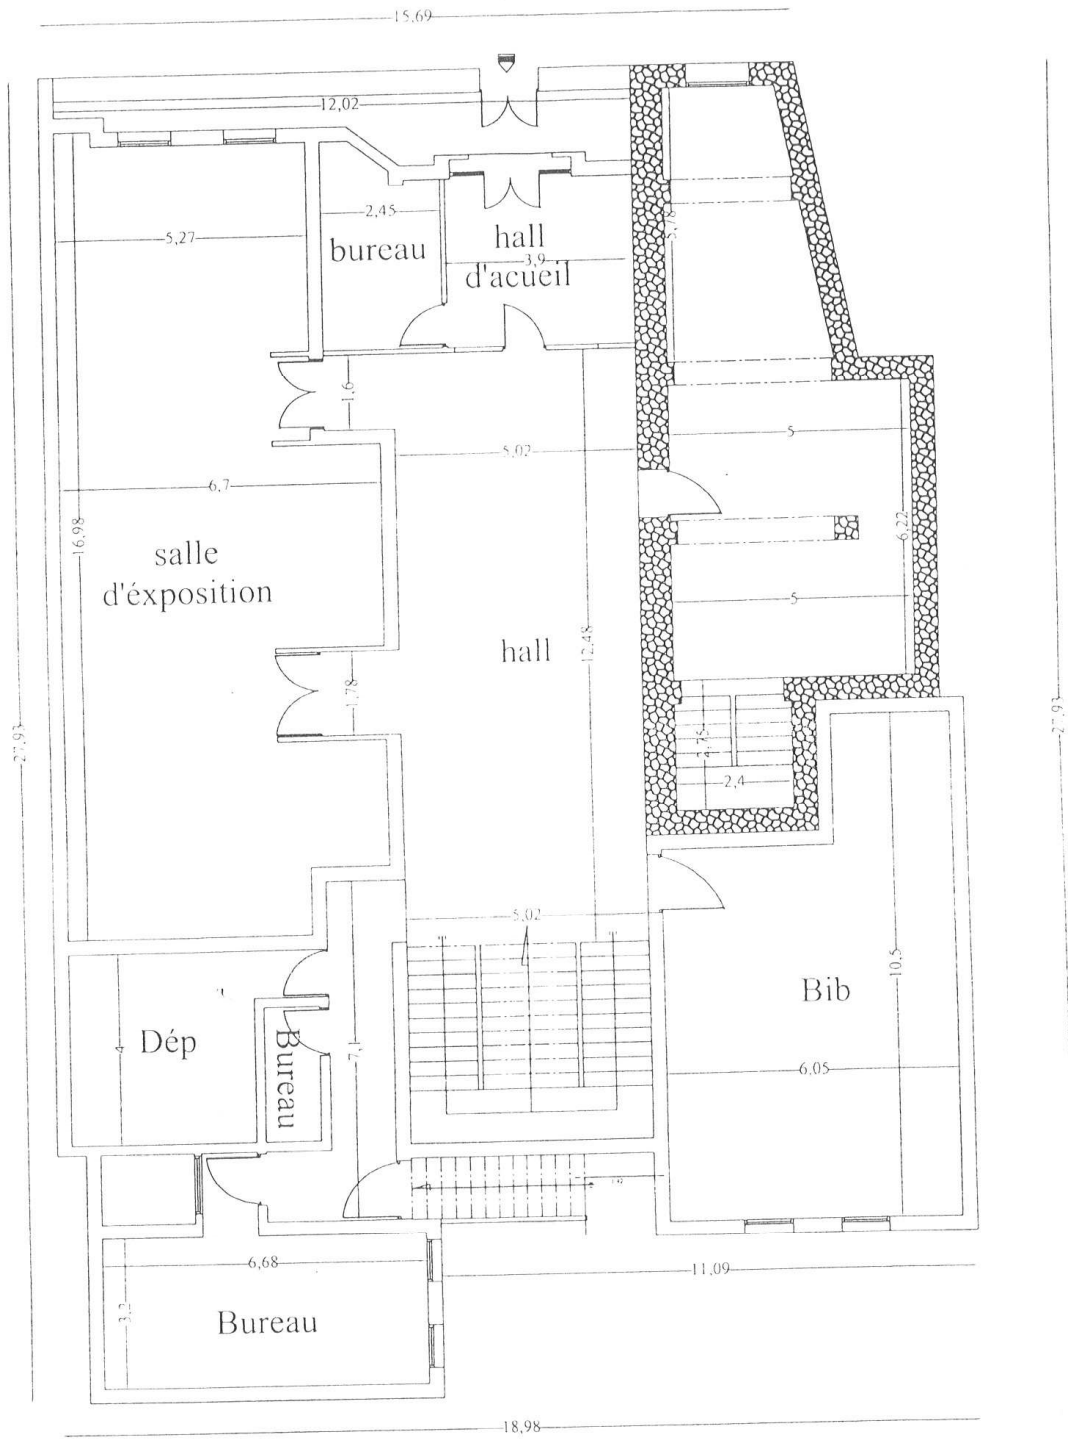 15,69
12,02
2,45
5,27
bureau
hall
3,9
d'acueil
1,6
5
5,02
6,7
16,98
6,22
salle
d'éxposition
5
hall
12,48
1,78
27,93
27,93
2,75
2,4
5,02
10,5
Bib
Dép
4
Bureau
7,1
6,05
6,68
11,09
3,2
Bureau
18,98